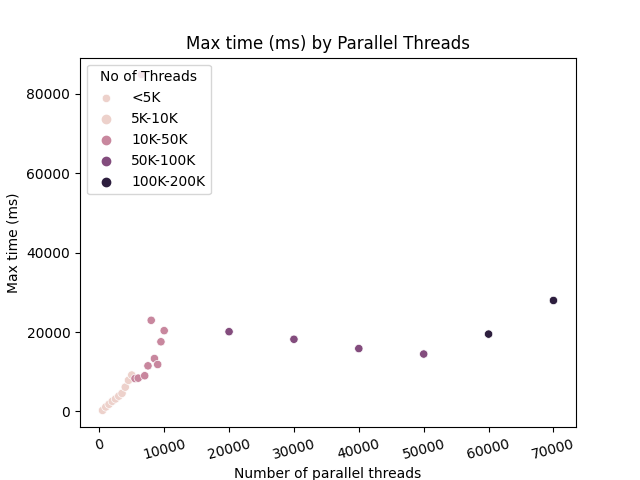 Max time (ms) by Parallel Threads
No of Threads
<5K
5K-10K
10K-50K
50K-100K
100K-200K
80000
60000
40000
20000
0
Max time (ms)
0 10000 20000 30000 40000 50000 60000 70000
Number of parallel threads